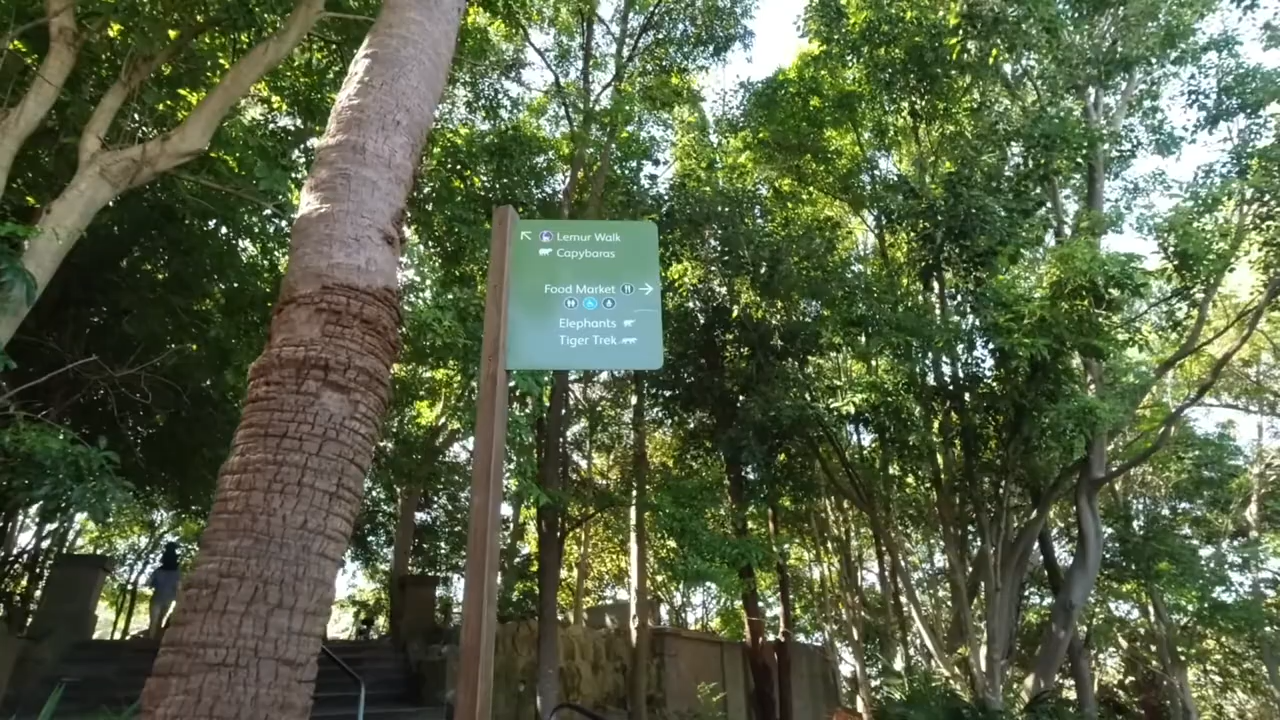 Lemur Walk
Capybaras
Food Market
Elephants
Tiger Trek